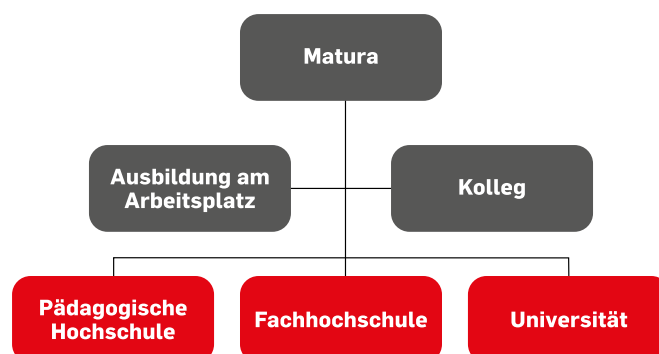 Matura
Ausbildung am
Arbeitsplatz
Kolleg
Pädagogische
Hochschule
Fachhochschule
Universität